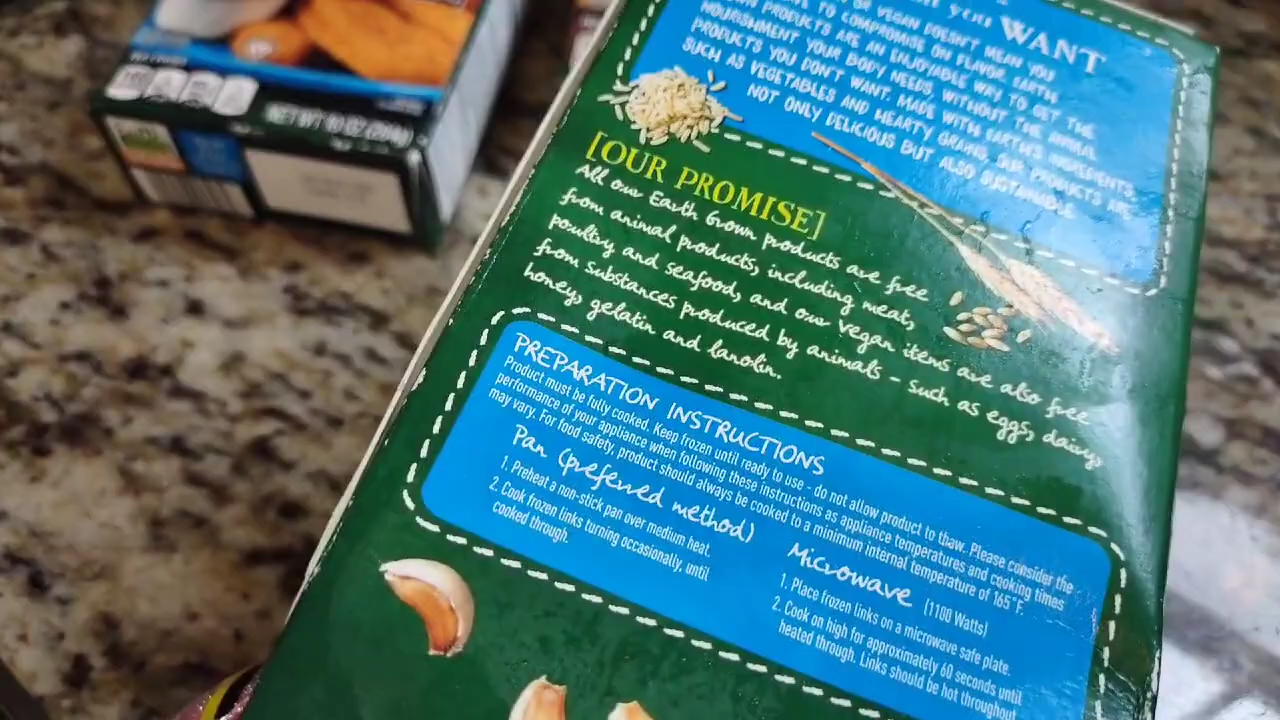 you WANT
OR VEGAN DOESN'T MEAN YOU
TO COMPROMISE ON FLAVOR. EARTH
PRODUCTS ARE AN ENJOYABLE WAY TO GET THE
NOURISHMENT YOUR BODY NEEDS, WITHOUT THE ANIMAL
PRODUCTS YOU DON'T WANT. MADE WITH EARTH'S INGREDIENTS
SUCH AS VEGETABLES AND HEARTY GRAINS, OUR PRODUCTS ARE
NOT ONLY DELICIOUS BUT ALSO SUSTAINABLE
[OUR PROMISE]
All our Earth Grown products are free
from animal products, including meat,
poultry and seafood, and our vegan items are also free
from substances produced by animals - such as eggs, dairy,
honey, gelatin and lanolin.
PREPARATION INSTRUCTIONS
Product must be fully cooked. Keep frozen until ready to use - do not allow product to thaw. Please consider the
performance of your appliance when following these instructions as appliance temperatures and cooking times
may vary. For food safety, product should always be cooked to a minimum internal temperature of 165°F.
Pan (preferred method)
1. Preheat a non-stick pan over medium heat.
2. Cook frozen links turning occasionally, until
cooked through.
Microwave (1100 Watts)
1. Place frozen links on a microwave safe plate.
2. Cook on high for approximately 60 seconds until
heated through. Links should be hot throughout.
NET WT 10 OZ (284g)